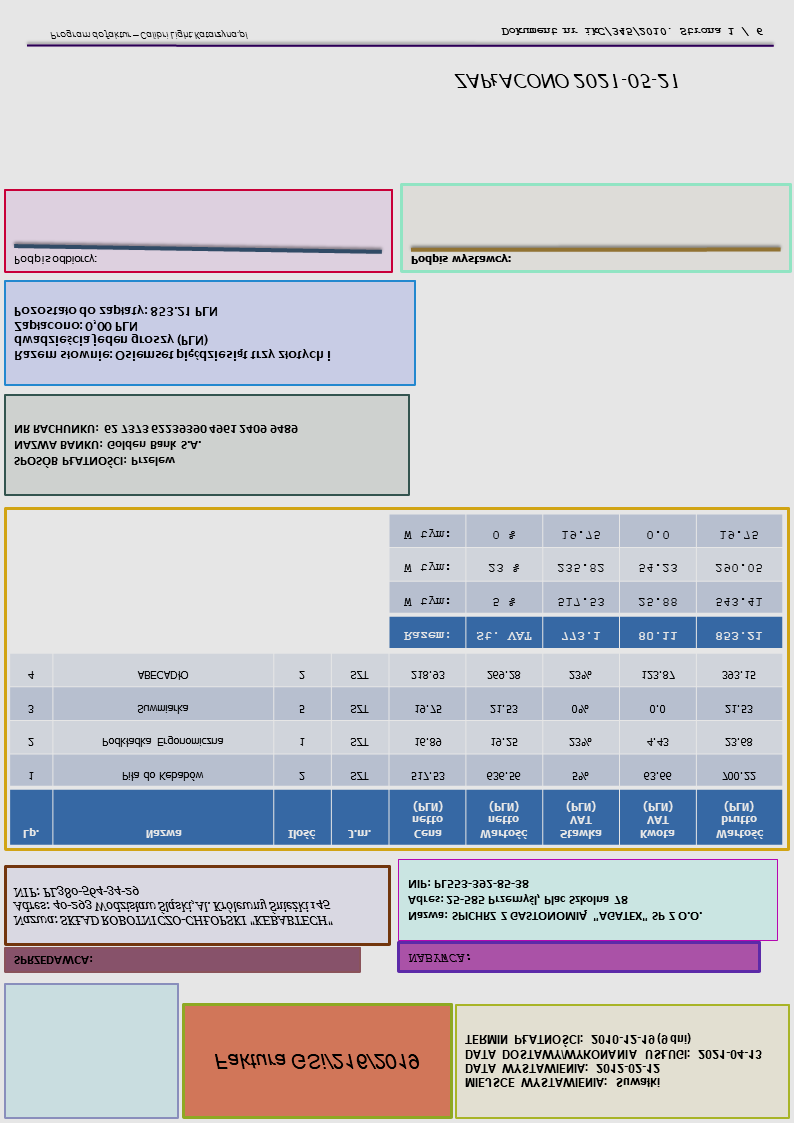 Faktura GSi/216/2019
MIEJSCE WYSTAWIENIA: Suwałki
DATA WYSTAWIENIA: 2012-02-12
DATA DOSTAWY/WYKONANIA USŁUGI: 2021-04-13
TERMIN PŁATNOŚCI: 2010-12-19 (9 dni)
SPRZEDAWCA:
Nazwa: SKŁAD ROBOTNICZO-CHŁOPSKI "KEBABTECH"
Adres: 40-293 Wodzisław Śląski, Al. Królewny Śnieżki 145
NIP: PL380-564-34-29
NABYWCA:
Nazwa: SPICHRZ Z GASTONOMIĄ "AGATEX" SP Z O.O.
Adres: 25-585 Przemyśl, Plac Szkolna 78
NIP: PL553-392-85-38
Lp. Nazwa Ilość J.m. Cena netto (PLN) Wartość netto (PLN) Stawka VAT (PLN) Kwota VAT (PLN) Wartość brutto (PLN)
1 Piła do Kebabów 2 SZT 517.53 636.56 5% 63.66 700.22
2 Podkładka Ergonomiczna 1 SZT 16.89 19.25 23% 4.43 23.68
3 Suwmiarka 5 SZT 19.75 21.53 0% 0.0 21.53
4 ABECADŁO 2 SZT 218.93 269.28 23% 123.87 393.15
Razem: St. VAT 773.1 80.11 853.21
W tym: 5 % 517.53 25.88 543.41
W tym: 23 % 235.82 54.23 290.05
W tym: 0 % 19.75 0.0 19.75
SPOSÓB PŁATNOŚCI: Przelew
NAZWA BANKU: Golden Bank S.A.
NR RACHUNKU: 62 7373 62239390 4961 2409 9489
Razem słownie: Osiemset pięćdziesiąt trzy złotych i
dwadzieścia jeden groszy (PLN)
Zapłacono: 0,00 PLN
Pozostało do zapłaty: 853.21 PLN
Podpis odbiorcy:
Podpis wystawcy:
ZAPŁACONO 2021-05-21
Program do faktur – Calibri Light Katarzyna.pl
Dokument nr ikC/345/2010. Strona 1 / 6